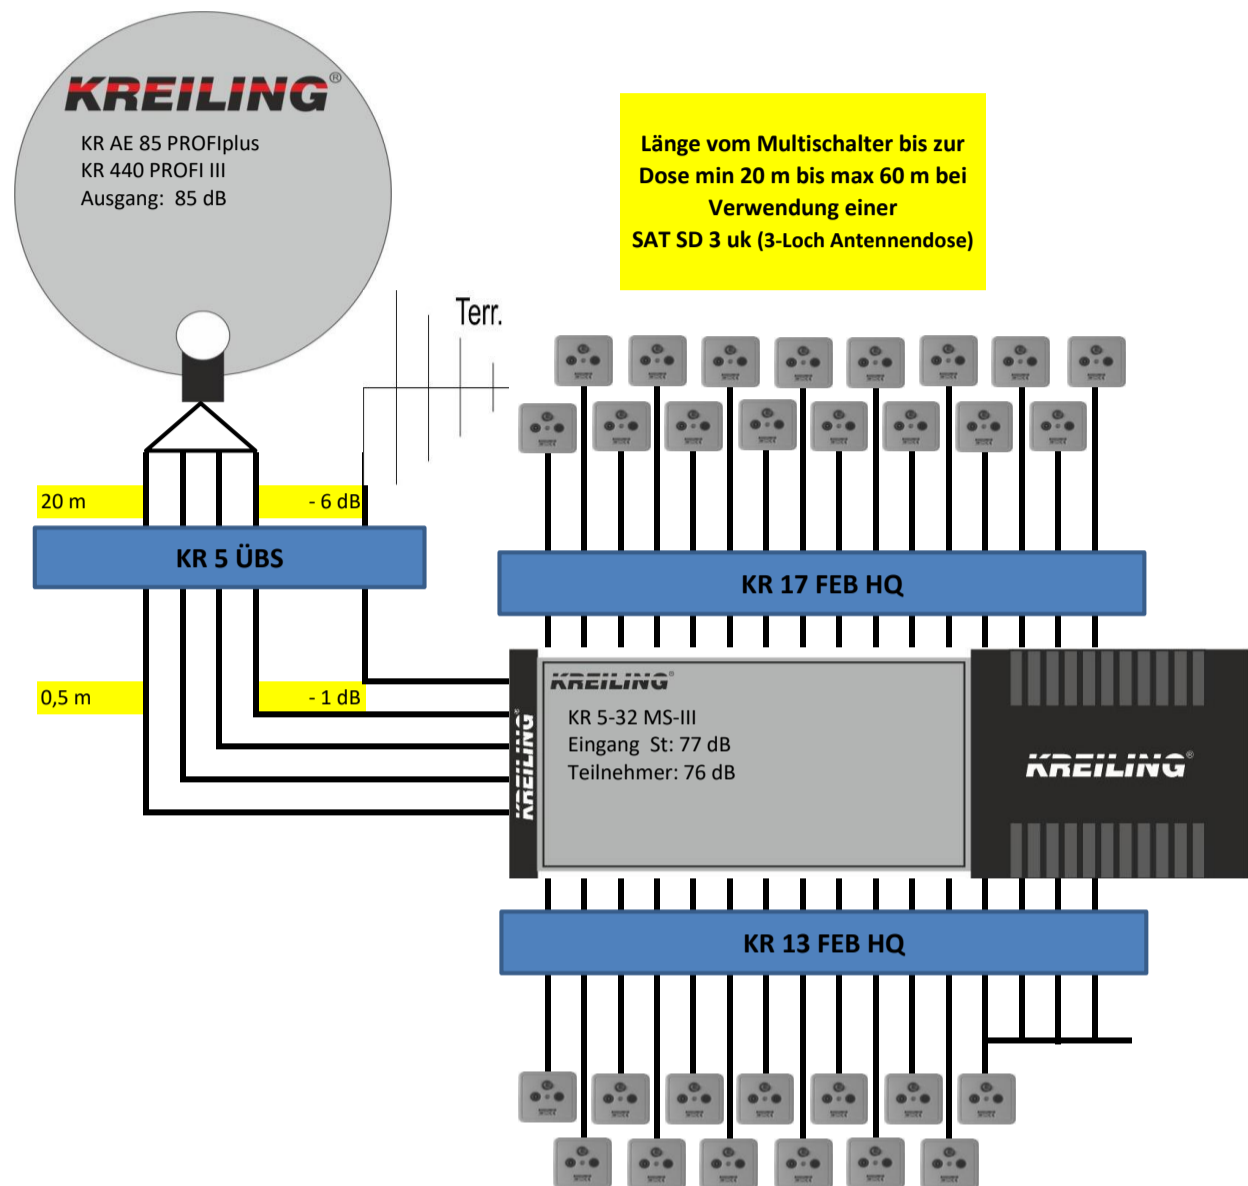 KREILING®
KR AE 85 PROFIplus
KR 440 PROFI III
Ausgang: 85 dB
Länge vom Multischalter bis zur
Dose min 20 m bis max 60 m bei
Verwendung einer
SAT SD 3 uk (3-Loch Antennendose)
Terr.
20 m
- 6 dB
KR 5 ÜBS
KR 17 FEB HQ
0,5 m
- 1 dB
KREILING
KREILING®
KR 5-32 MS-III
Eingang St: 77 dB
Teilnehmer: 76 dB
KREILING®
KR 13 FEB HQ